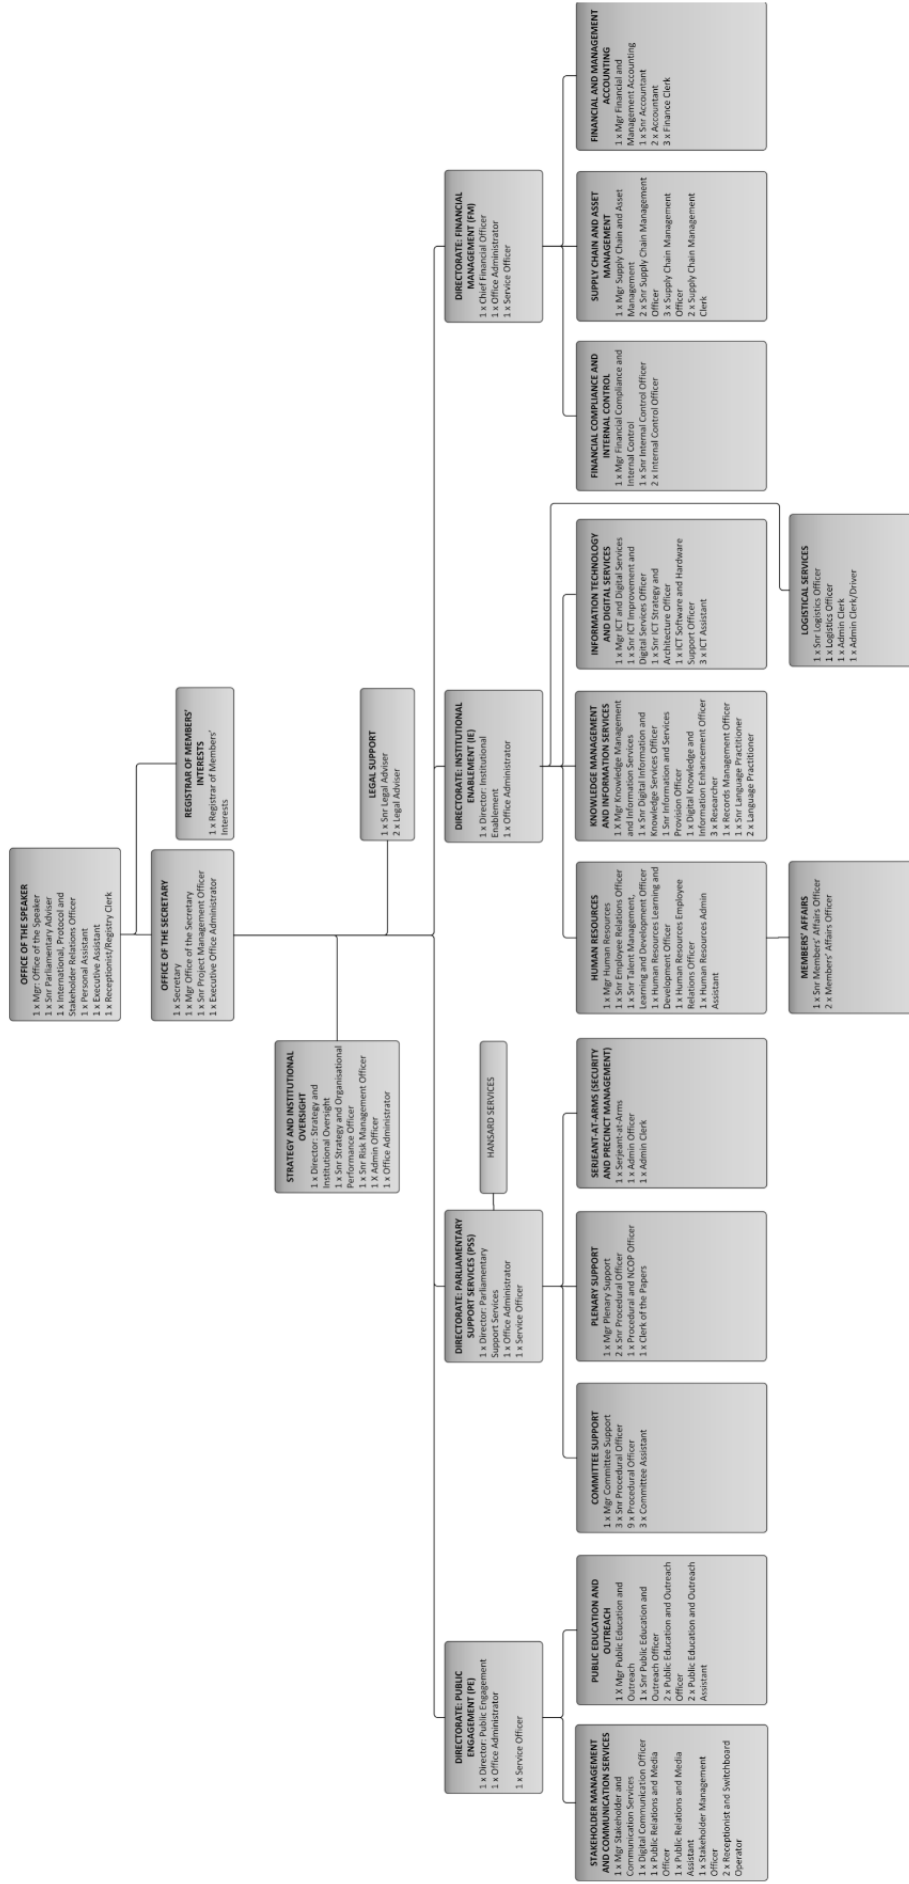 OFFICE OF THE SPEAKER
1 x Mgr: Office of the Speaker
1 x Snr Parliamentary Adviser
1 x International, Protocol and
Stakeholder Relations Officer
1 x Personal Assistant
1 x Executive Assistant
1 x Receptionist/Registry Clerk
REGISTRAR OF MEMBERS'
INTERESTS
1 x Registrar of Members'
Interests
OFFICE OF THE SECRETARY
1 x Secretary
1 x Mgr Office of the Secretary
1 x Snr Project Management Officer
1 x Executive Office Administrator
STRATEGY AND INSTITUTIONAL
OVERSIGHT
1 x Director: Strategy and
Institutional Oversight
1 x Snr Strategy and Organisational
Performance Officer
1 x Snr Risk Management Officer
1 X Admin Officer
1 x Office Administrator
LEGAL SUPPORT
1 x Snr Legal Adviser
2 x Legal Adviser
DIRECTORATE: PUBLIC
ENGAGEMENT (PE)
1 x Director: Public Engagement
1 x Office Administrator
1 x Service Officer
DIRECTORATE: PARLIAMENTARY
SUPPORT SERVICES (PSS)
1 x Director: Parliamentary
Support Services
1 x Office Administrator
1 x Service Officer
HANSARD SERVICES
DIRECTORATE: INSTITUTIONAL
ENABLEMENT (IE)
1 x Director: Institutional
Enablement
1 x Office Administrator
DIRECTORATE: FINANCIAL
MANAGEMENT (FM)
1 x Chief Financial Officer
1 x Office Administrator
1 x Service Officer
STAKEHOLDER MANAGEMENT
AND COMMUNICATION SERVICES
1 x Mgr Stakeholder and
Communication Services
1 x Digital Communication Officer
1 x Public Relations and Media
Officer
1 x Public Relations and Media
Assistant
1 x Stakeholder Management
Officer
2 x Receptionist and Switchboard
Operator
PUBLIC EDUCATION AND
OUTREACH
1 X Mgr Public Education and
Outreach
1 x Snr Public Education and
Outreach Officer
2 x Public Education and Outreach
Officer
2 x Public Education and Outreach
Assistant
COMMITTEE SUPPORT
1 x Mgr Committee Support
3 x Snr Procedural Officer
9 x Procedural Officer
3 x Committee Assistant
PLENARY SUPPORT
1 x Mgr Plenary Support
2 x Snr Procedural Officer
1 x Procedural and NCOP Officer
1 x Clerk of the Papers
SERJEANT-AT-ARMS (SECURITY
AND PRECINCT MANAGEMENT)
1 x Serjeant-at-Arms
1 x Admin Officer
1 x Admin Clerk
HUMAN RESOURCES
1 x Mgr Human Resources
1 x Snr Employee Relations Officer
1 x Snr Talent Management,
Learning and Development Officer
1 x Human Resources Learning and
Development Officer
1 x Human Resources Employee
Relations Officer
1 x Human Resources Admin
Assistant
KNOWLEDGE MANAGEMENT
AND INFORMATION SERVICES
1 x Mgr Knowledge Management
and Information Services
1 x Snr Digital Information and
Knowledge Services Officer
1 Snr Information and Services
Provision Officer
1 x Digital Knowledge and
Information Enhancement Officer
3 x Researcher
1 x Records Management Officer
1 x Snr Language Practitioner
2 x Language Practitioner
INFORMATION TECHNOLOGY
AND DIGITAL SERVICES
1 x Mgr ICT and Digital Services
1 x Snr ICT Improvement and
Digital Services Officer
1 x Snr ICT Strategy and
Architecture Officer
1 x ICT Software and Hardware
Support Officer
3 x ICT Assistant
FINANCIAL COMPLIANCE AND
INTERNAL CONTROL
1 x Mgr Financial Compliance and
Internal Control
1 x Snr Internal Control Officer
2 x Internal Control Officer
SUPPLY CHAIN AND ASSET
MANAGEMENT
1 x Mgr Supply Chain and Asset
Management
2 x Snr Supply Chain Management
Officer
3 x Supply Chain Management
Officer
2 x Supply Chain Management
Clerk
FINANCIAL AND MANAGEMENT
ACCOUNTING
1 x Mgr Financial and
Management Accounting
1 x Snr Accountant
2 x Accountant
3 x Finance Clerk
MEMBERS' AFFAIRS
1 x Snr Members' Affairs Officer
2 x Members' Affairs Officer
LOGISTICAL SERVICES
1 x Snr Logistics Officer
1 x Logistics Officer
1 x Admin Clerk
1 x Admin Clerk/Driver